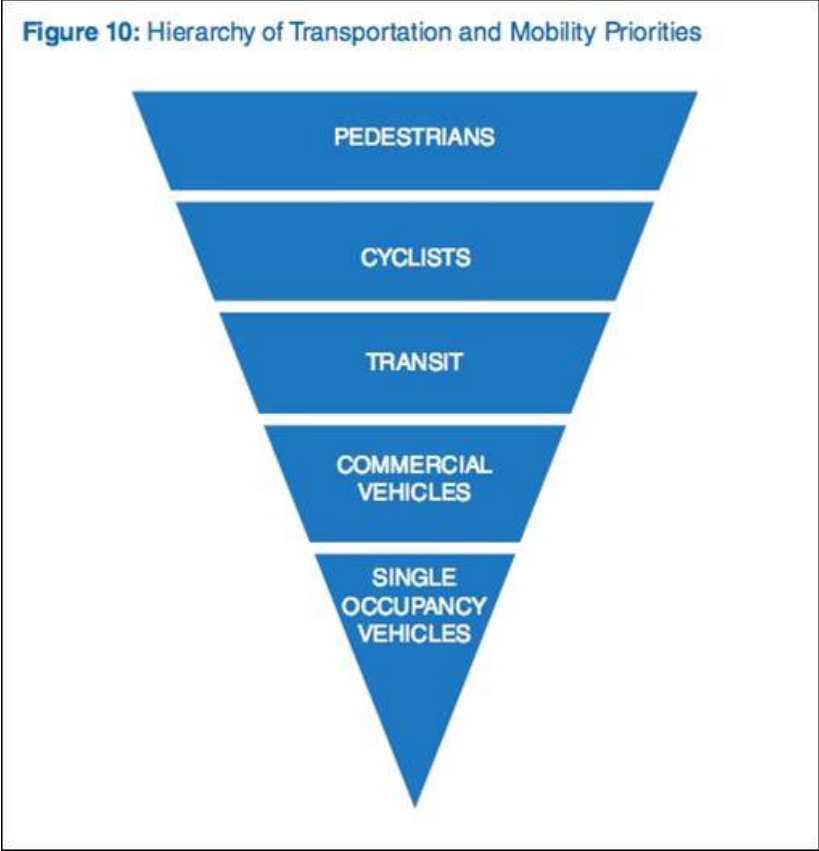 Figure 10: Hierarchy of Transportation and Mobility Priorities
PEDESTRIANS
CYCLISTS
TRANSIT
COMMERCIAL
VEHICLES
SINGLE
OCCUPANCY
VEHICLES